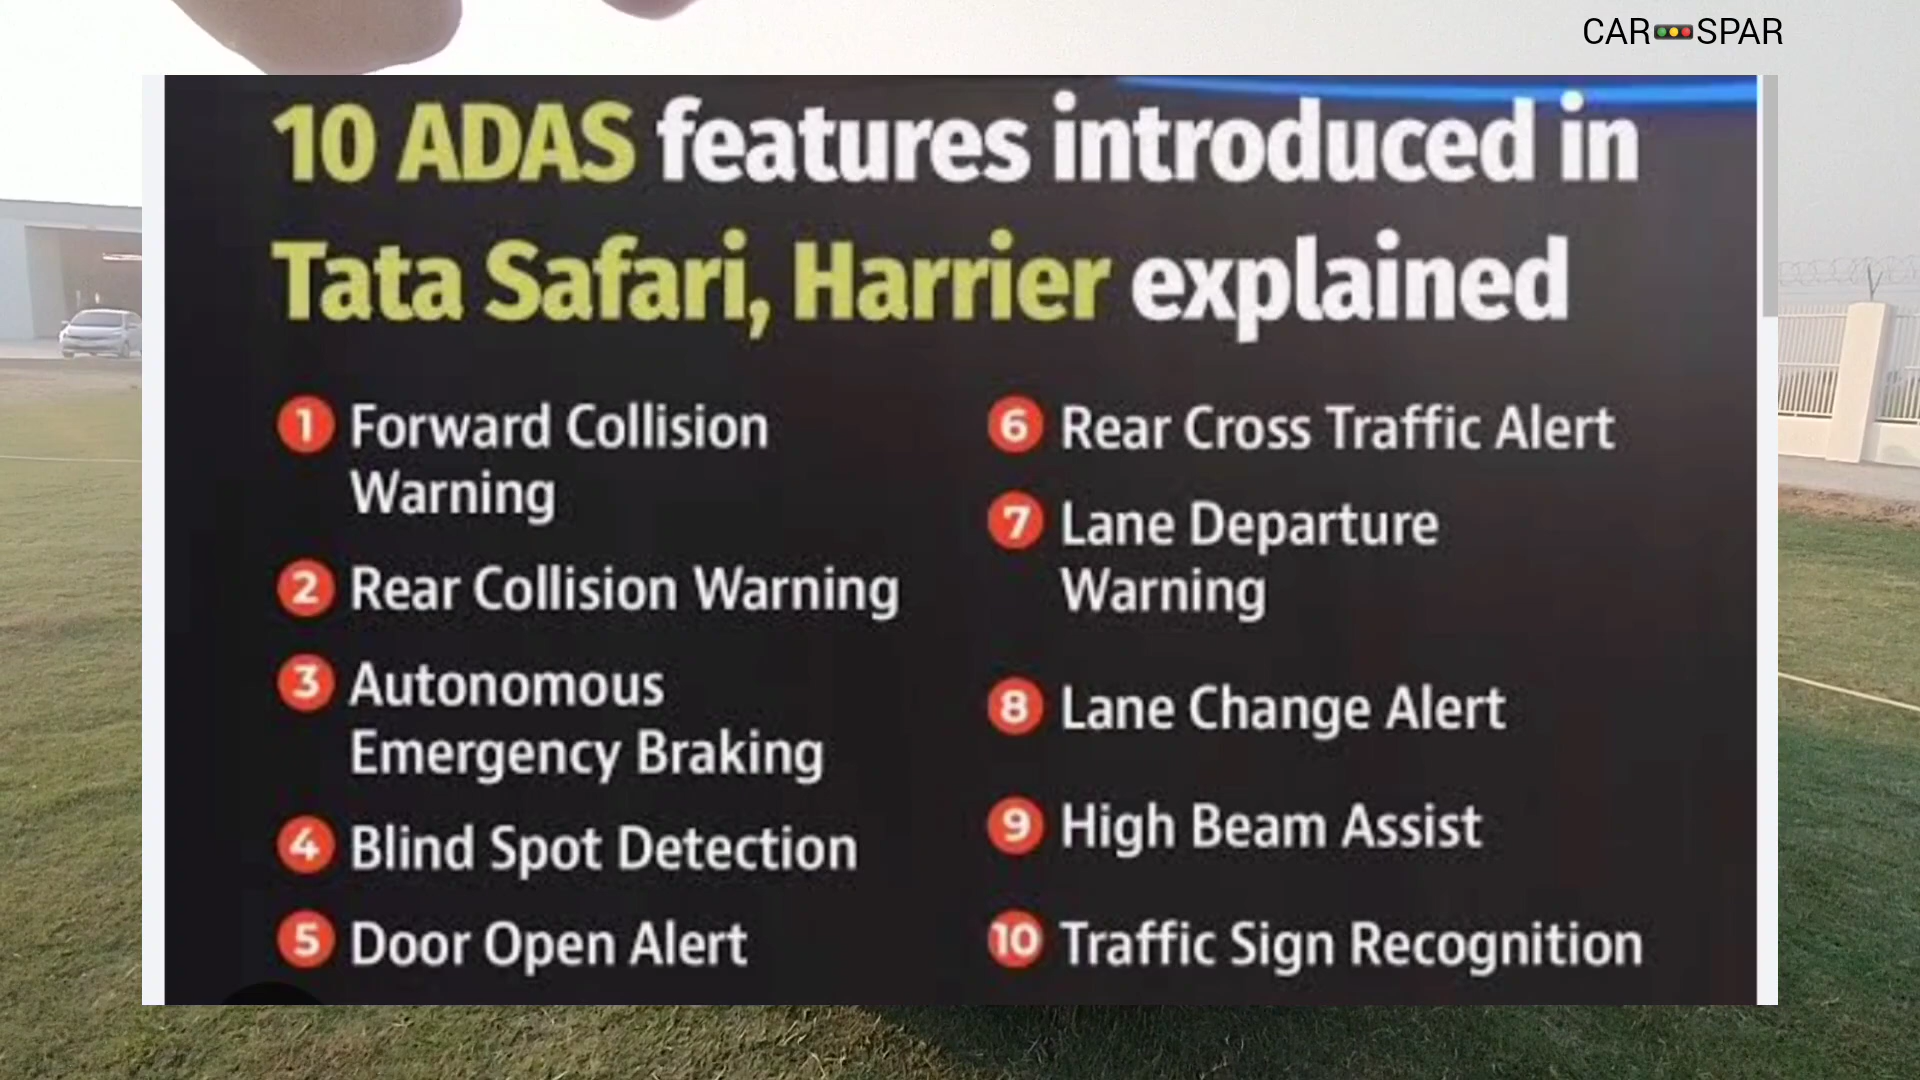 CAR🚥SPAR
10 ADAS features introduced in
Tata Safari, Harrier explained
1 Forward Collision
Warning
2 Rear Collision Warning
3 Autonomous
Emergency Braking
4 Blind Spot Detection
5 Door Open Alert
6 Rear Cross Traffic Alert
7 Lane Departure
Warning
8 Lane Change Alert
9 High Beam Assist
10 Traffic Sign Recognition